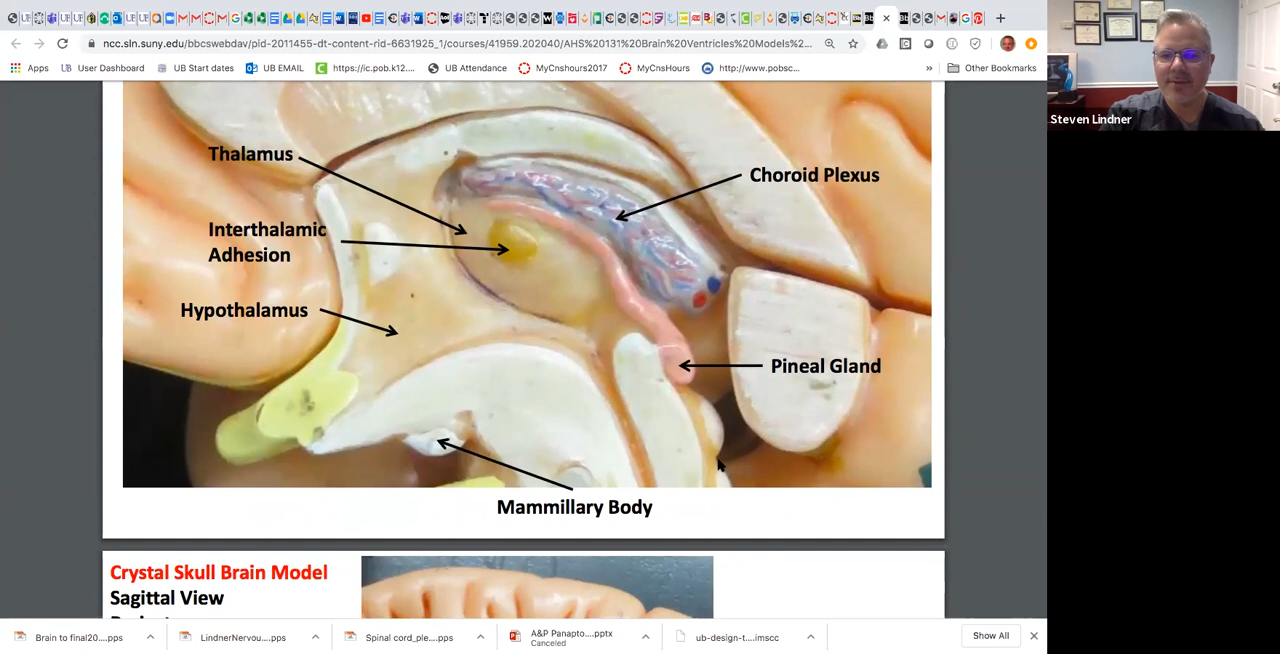 ncc.sln.suny.edu/bbcswebdav/pid-2011455-dt-content-rid-6631925_1/courses/41959.202040/AHS%20131%20Brain%20Ventricles%20Models%...
Apps
User Dashboard
UB Start dates
UB EMAIL
https://ic.pob.k12....
UB Attendance
MyCnshours2017
MyCnsHours
http://www.pobsc...
»
Other Bookmarks
Steven Lindner
Thalamus
Choroid Plexus
Interthalamic
Adhesion
Hypothalamus
Pineal Gland
Mammillary Body
Crystal Skull Brain Model
Sagittal View
Brain to final20....pps
LindnerNervou....pps
Spinal cord_ple....pps
A&P Panapto....pptx
Canceled
ub-design-t....imscc
Show All